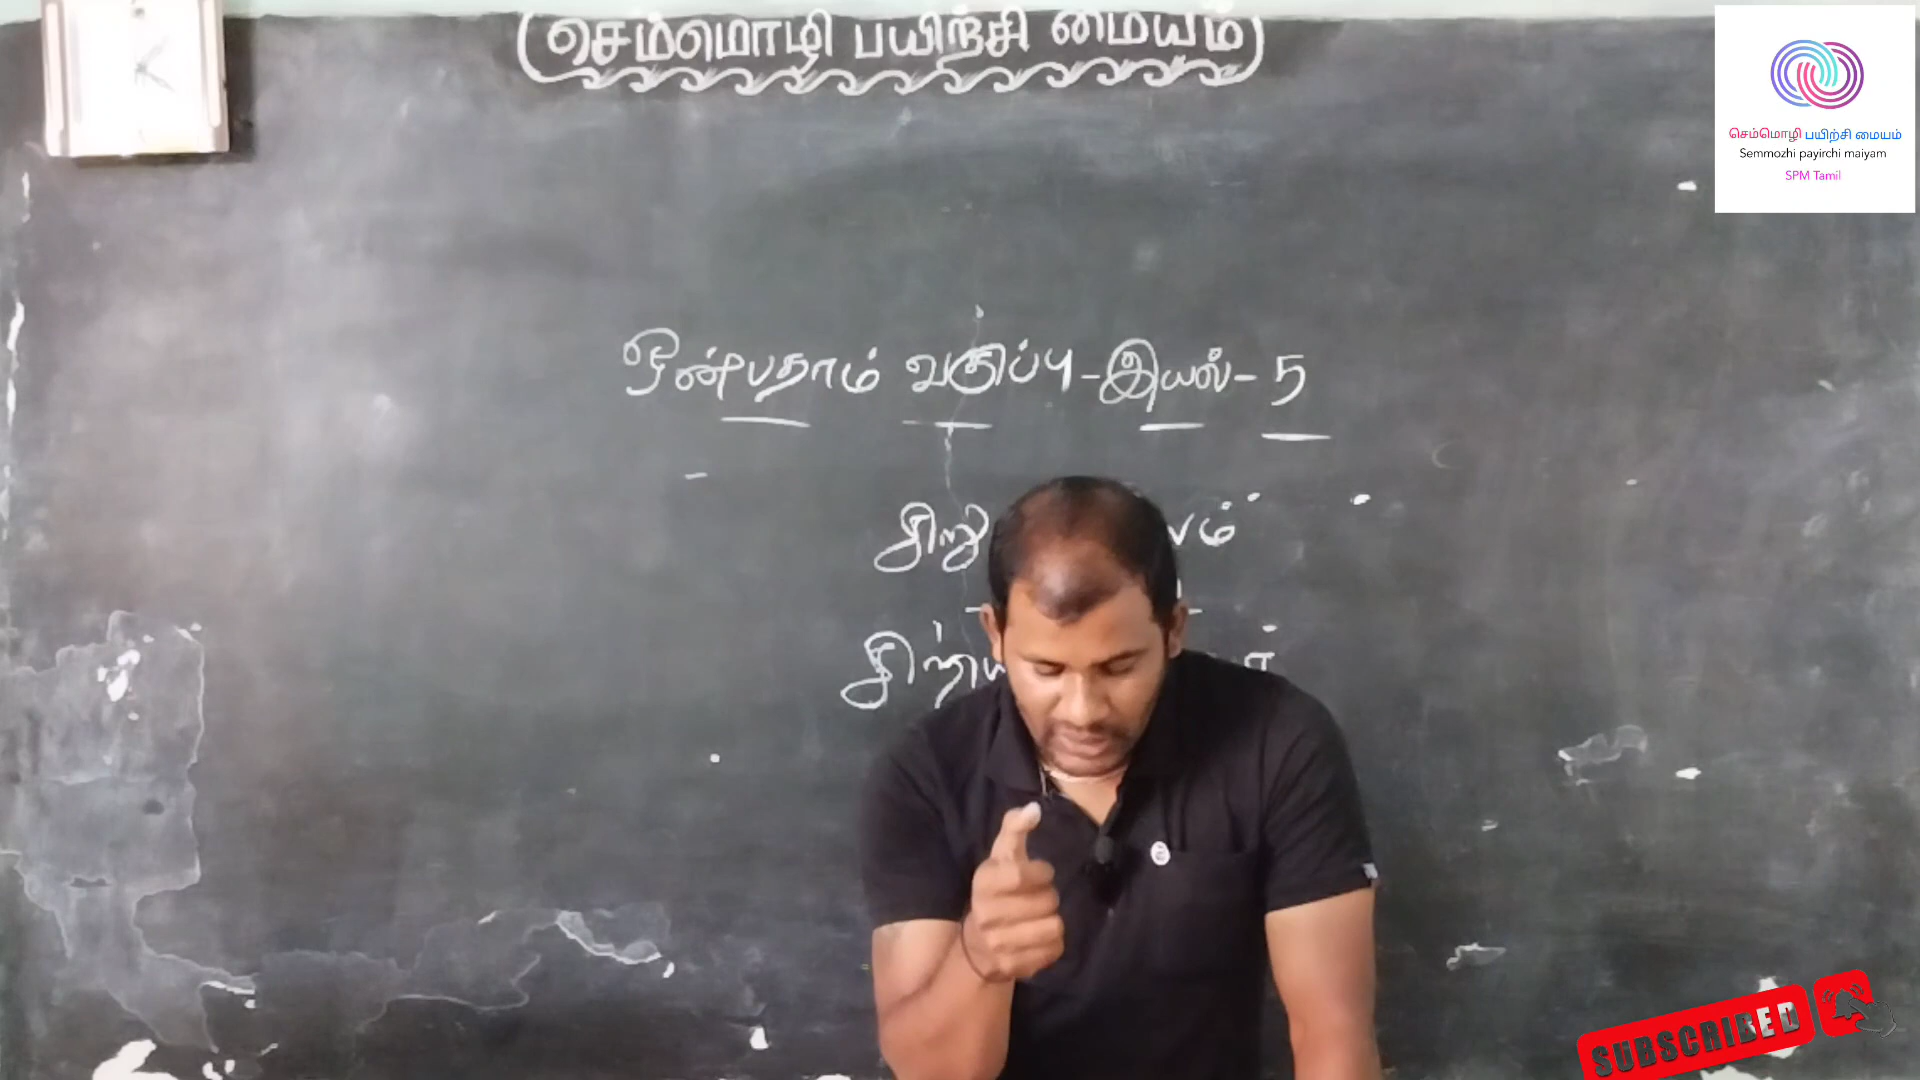 (செம்மொழி பயிற்சி மையம்)
செம்மொழி பயிற்சி மையம்
Semmozhi payirchi maiyam
SPM Tamil
ஒன்பதாம் வகுப்பு - இயல் - 5
சிறு
SUBSCRIBED